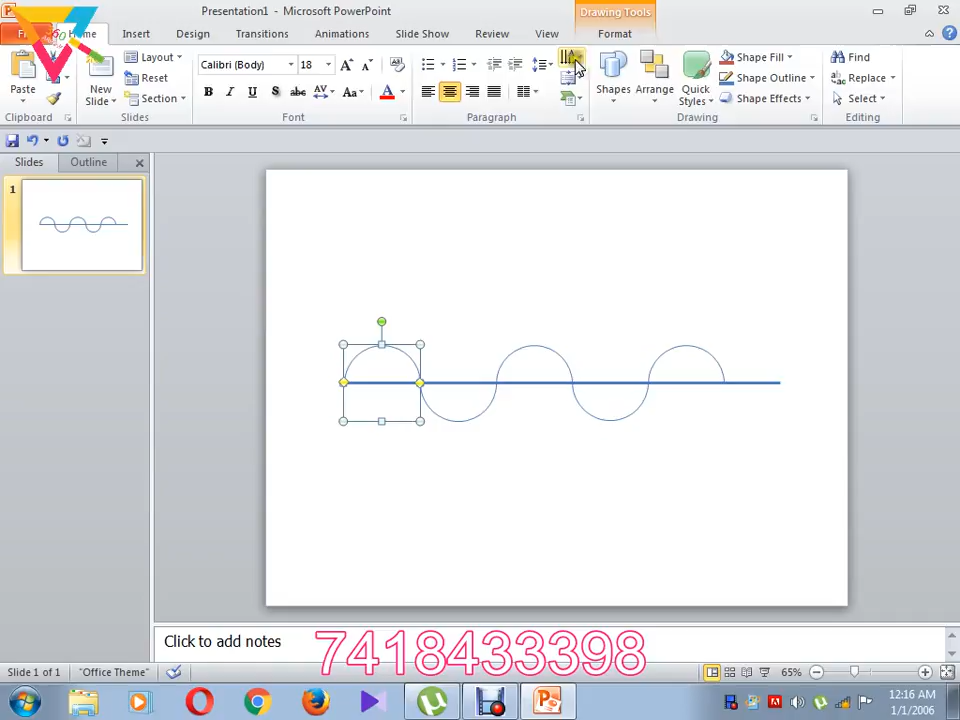 Presentation1 - Microsoft PowerPoint
Drawing Tools
Insert Design Transitions Animations Slide Show Review View Format
Paste
New Slide
Layout
Reset
Section
Calibri (Body) 18
B I U S abc AV Aa A
Shapes
Arrange
Quick Styles
Shape Fill
Shape Outline
Shape Effects
Find
Replace
Select
Clipboard Slides Font Paragraph Drawing Editing
Slides Outline
1
Click to add notes
7418433398
Slide 1 of 1 "Office Theme" 65%
12:16 AM
1/1/2006